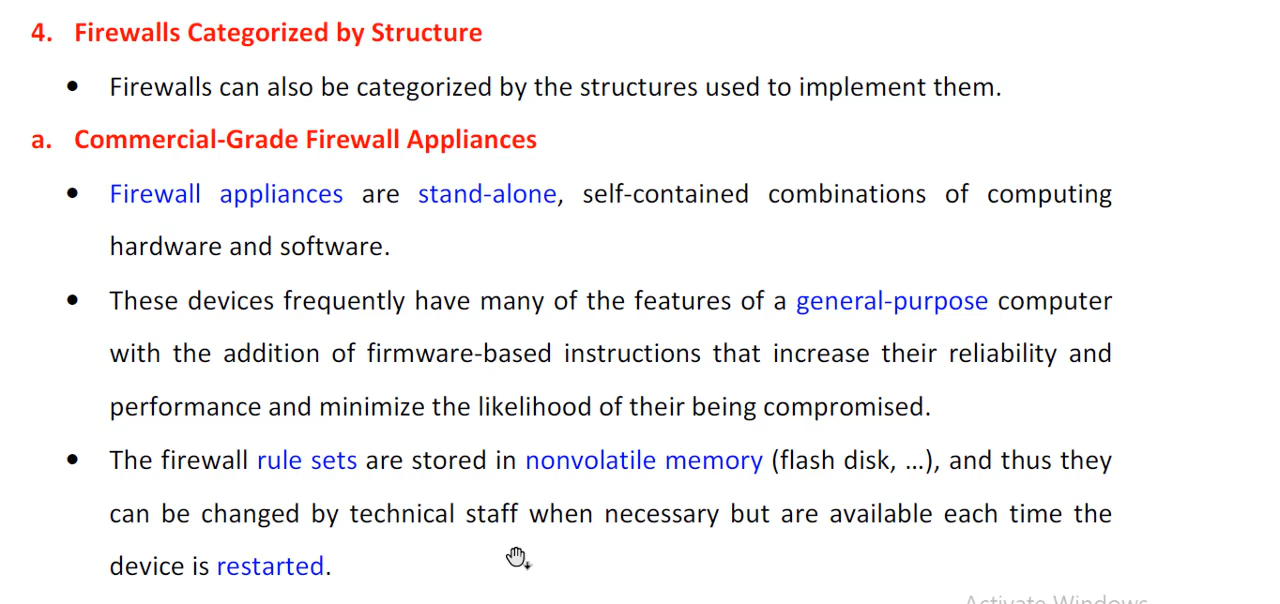 4. Firewalls Categorized by Structure
• Firewalls can also be categorized by the structures used to implement them.
a. Commercial-Grade Firewall Appliances
• Firewall appliances are stand-alone, self-contained combinations of computing
hardware and software.
• These devices frequently have many of the features of a general-purpose computer
with the addition of firmware-based instructions that increase their reliability and
performance and minimize the likelihood of their being compromised.
• The firewall rule sets are stored in nonvolatile memory (flash disk, ...), and thus they
can be changed by technical staff when necessary but are available each time the
device is restarted.
Activate Windows